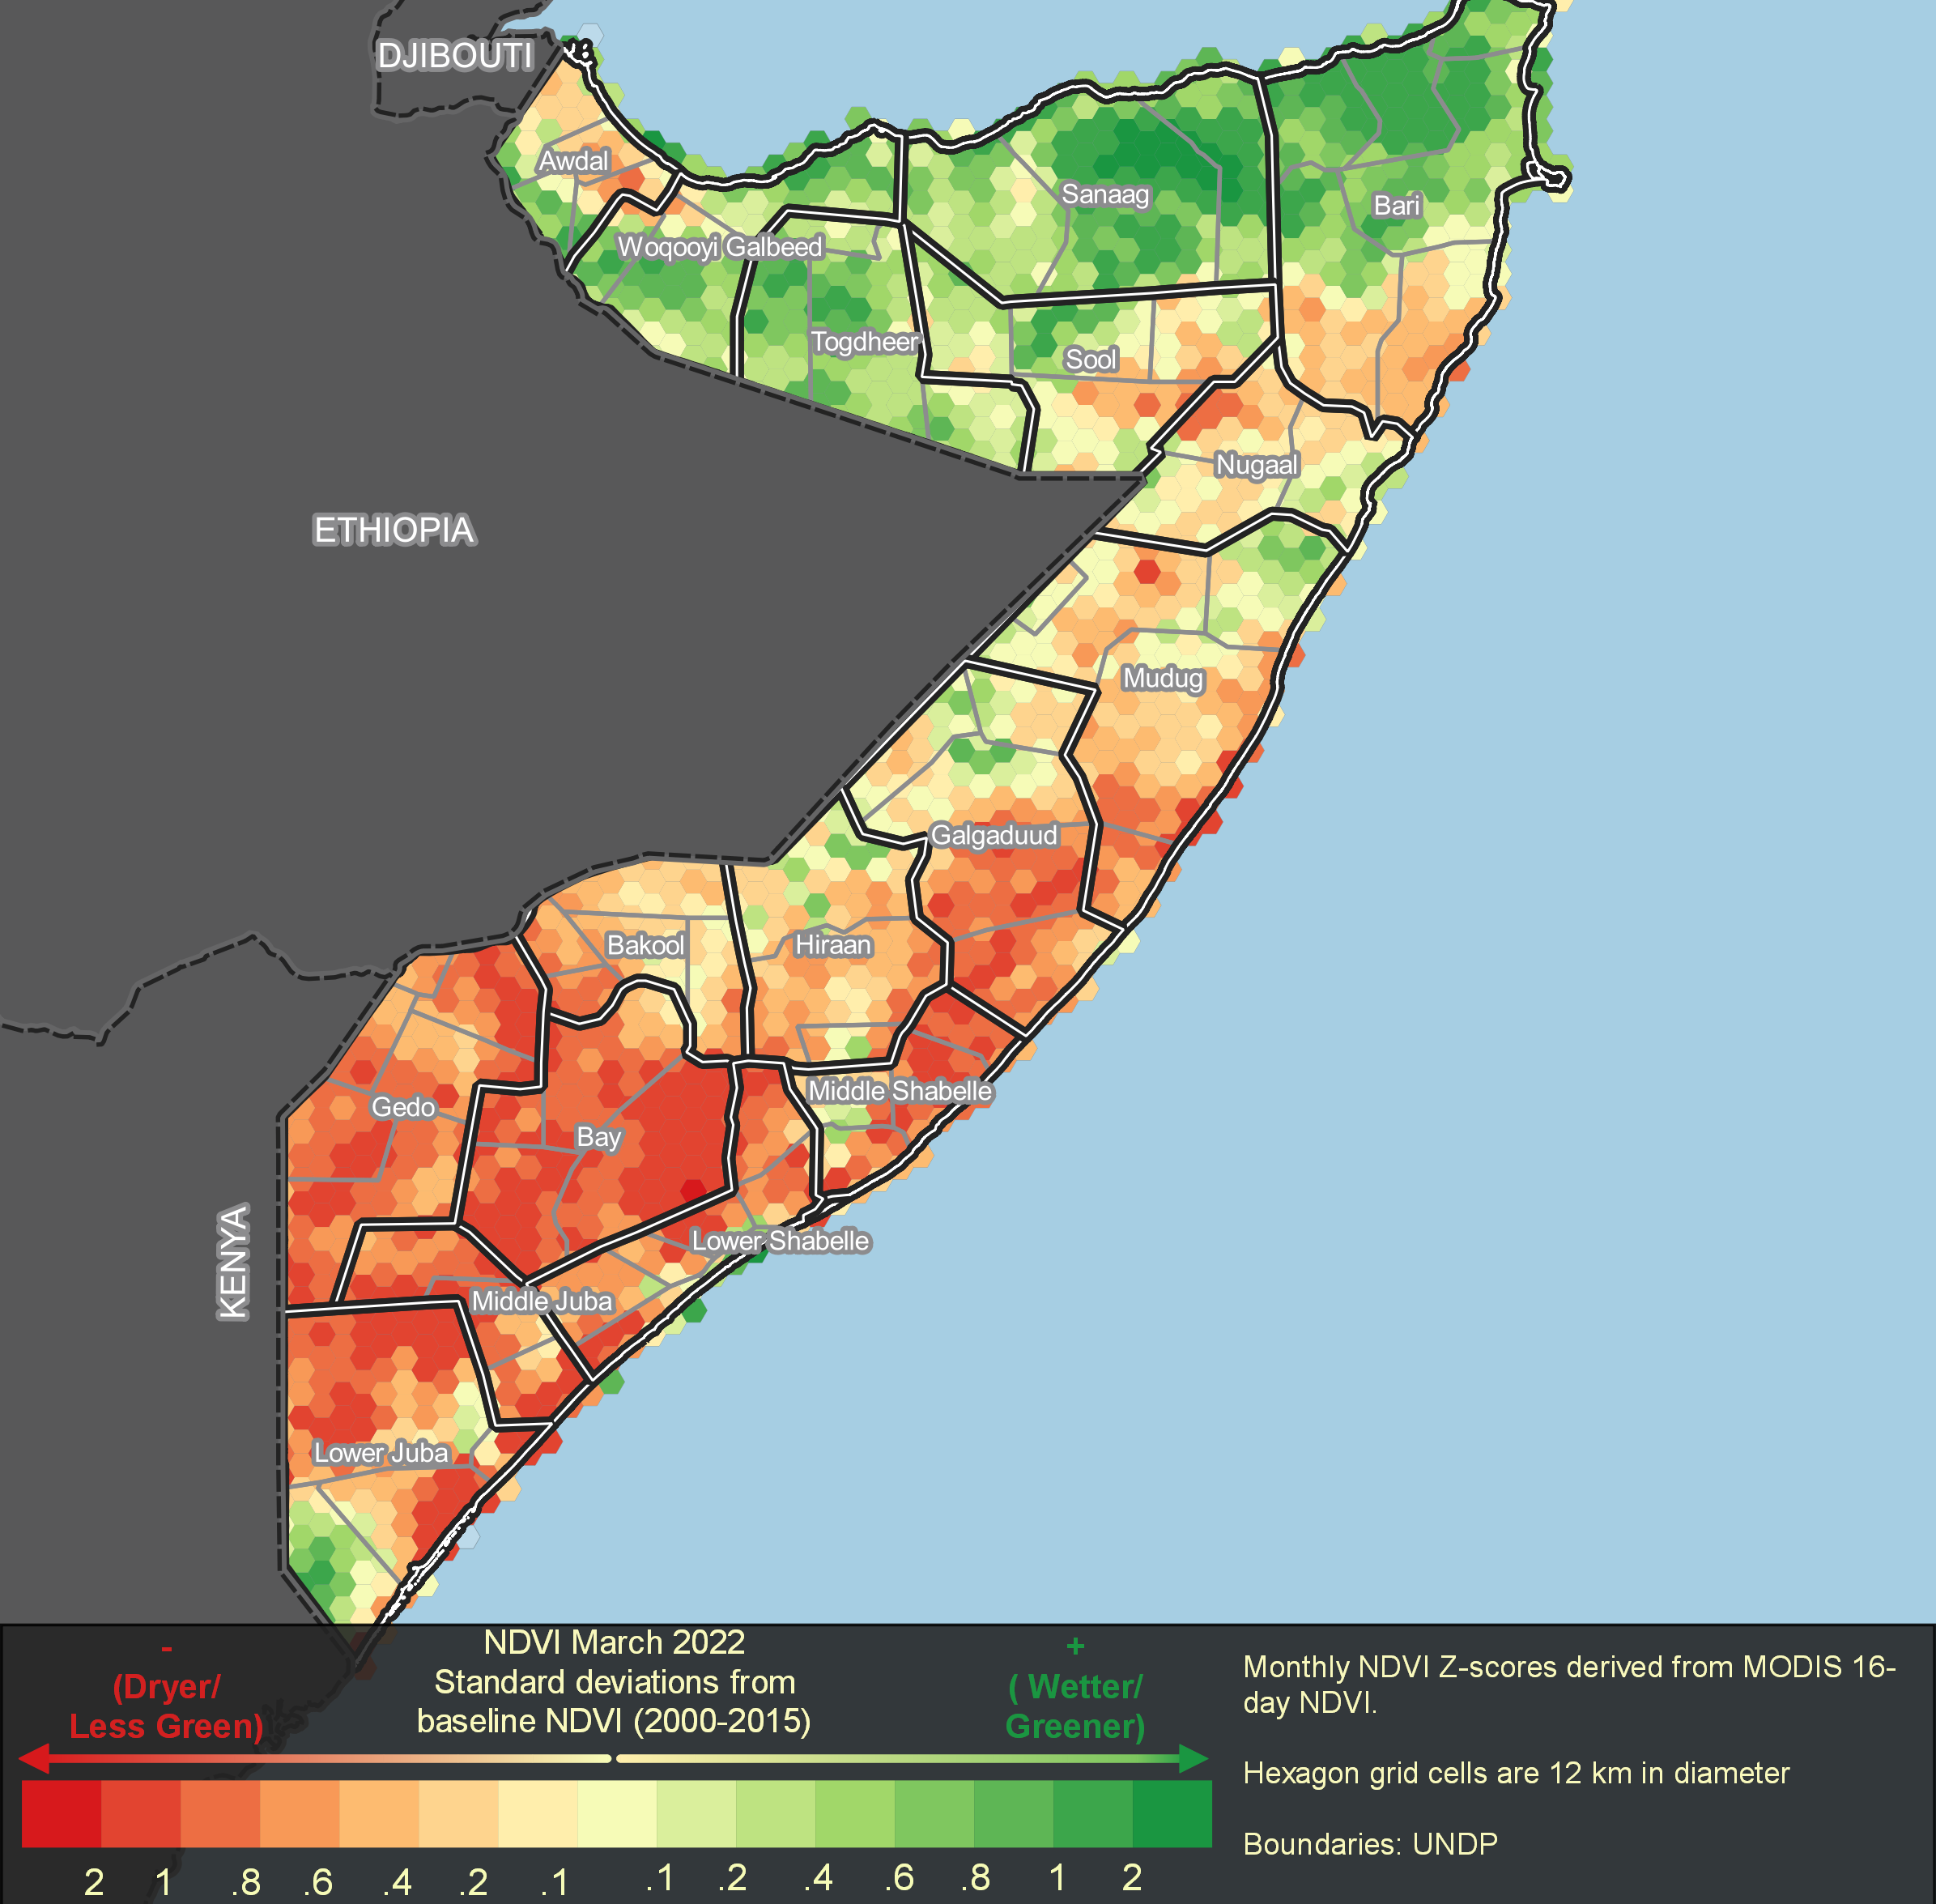 DJIBOUTI
Awdal
Sanaag
Bari
Woqooyi Galbeed
Togdheer
Sool
Nugaal
ETHIOPIA
Mudug
Galgaduud
Bakool
Hiraan
Middle Shabelle
Gedo
Bay
Lower Shabelle
KENYA
Middle Juba
Lower Juba
-
(Dryer/
Less Green)
NDVI March 2022
Standard deviations from
baseline NDVI (2000-2015)
+
( Wetter/
Greener)
2 1 .8 .6 .4 .2 .1 .1 .2 .4 .6 .8 1 2
Monthly NDVI Z-scores derived from MODIS 16-
day NDVI.
Hexagon grid cells are 12 km in diameter
Boundaries: UNDP